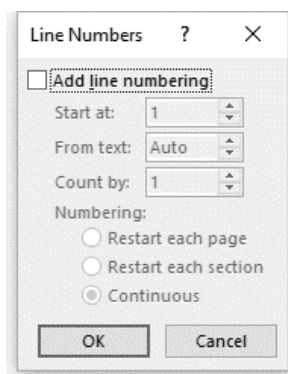 Line Numbers ? ×
Add line numbering
Start at: 1
From text: Auto
Count by: 1
Numbering:
Restart each page
Restart each section
Continuous
OK Cancel